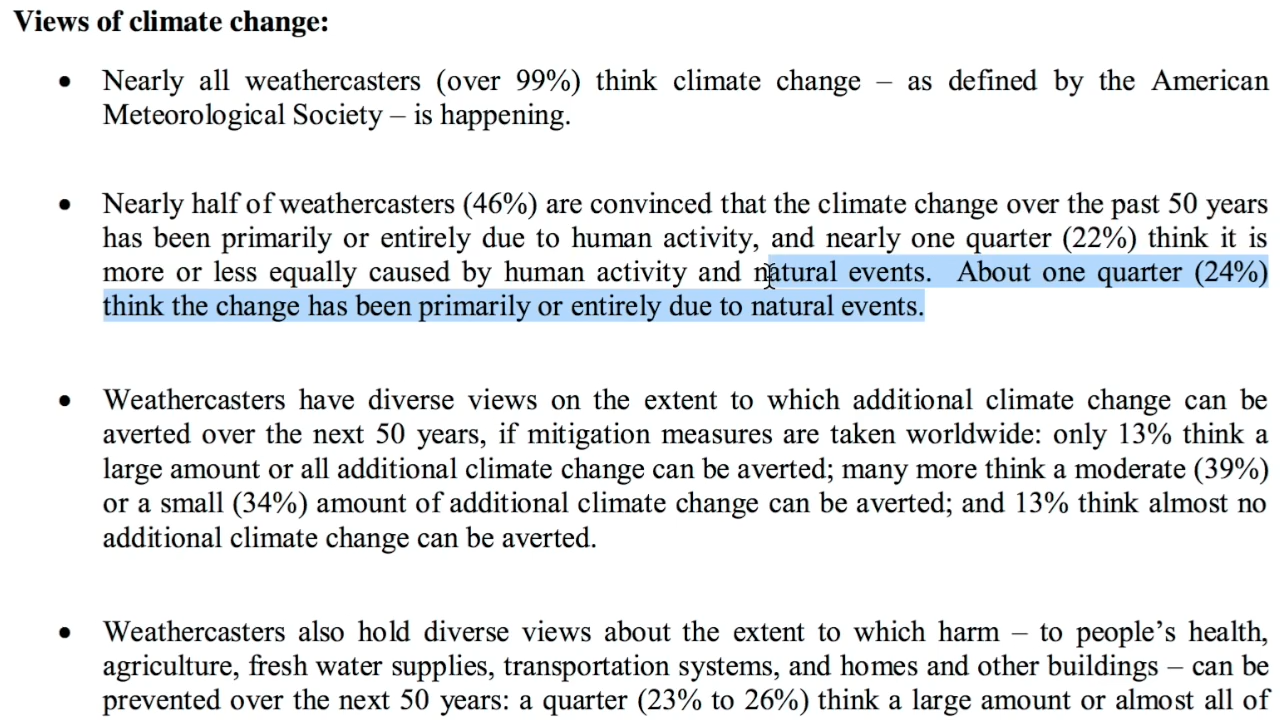 Views of climate change:
• Nearly all weathercasters (over 99%) think climate change – as defined by the American
Meteorological Society – is happening.
• Nearly half of weathercasters (46%) are convinced that the climate change over the past 50 years
has been primarily or entirely due to human activity, and nearly one quarter (22%) think it is
more or less equally caused by human activity and natural events. About one quarter (24%)
think the change has been primarily or entirely due to natural events.
• Weathercasters have diverse views on the extent to which additional climate change can be
averted over the next 50 years, if mitigation measures are taken worldwide: only 13% think a
large amount or all additional climate change can be averted; many more think a moderate (39%)
or a small (34%) amount of additional climate change can be averted; and 13% think almost no
additional climate change can be averted.
• Weathercasters also hold diverse views about the extent to which harm – to people’s health,
agriculture, fresh water supplies, transportation systems, and homes and other buildings – can be
prevented over the next 50 years: a quarter (23% to 26%) think a large amount or almost all of